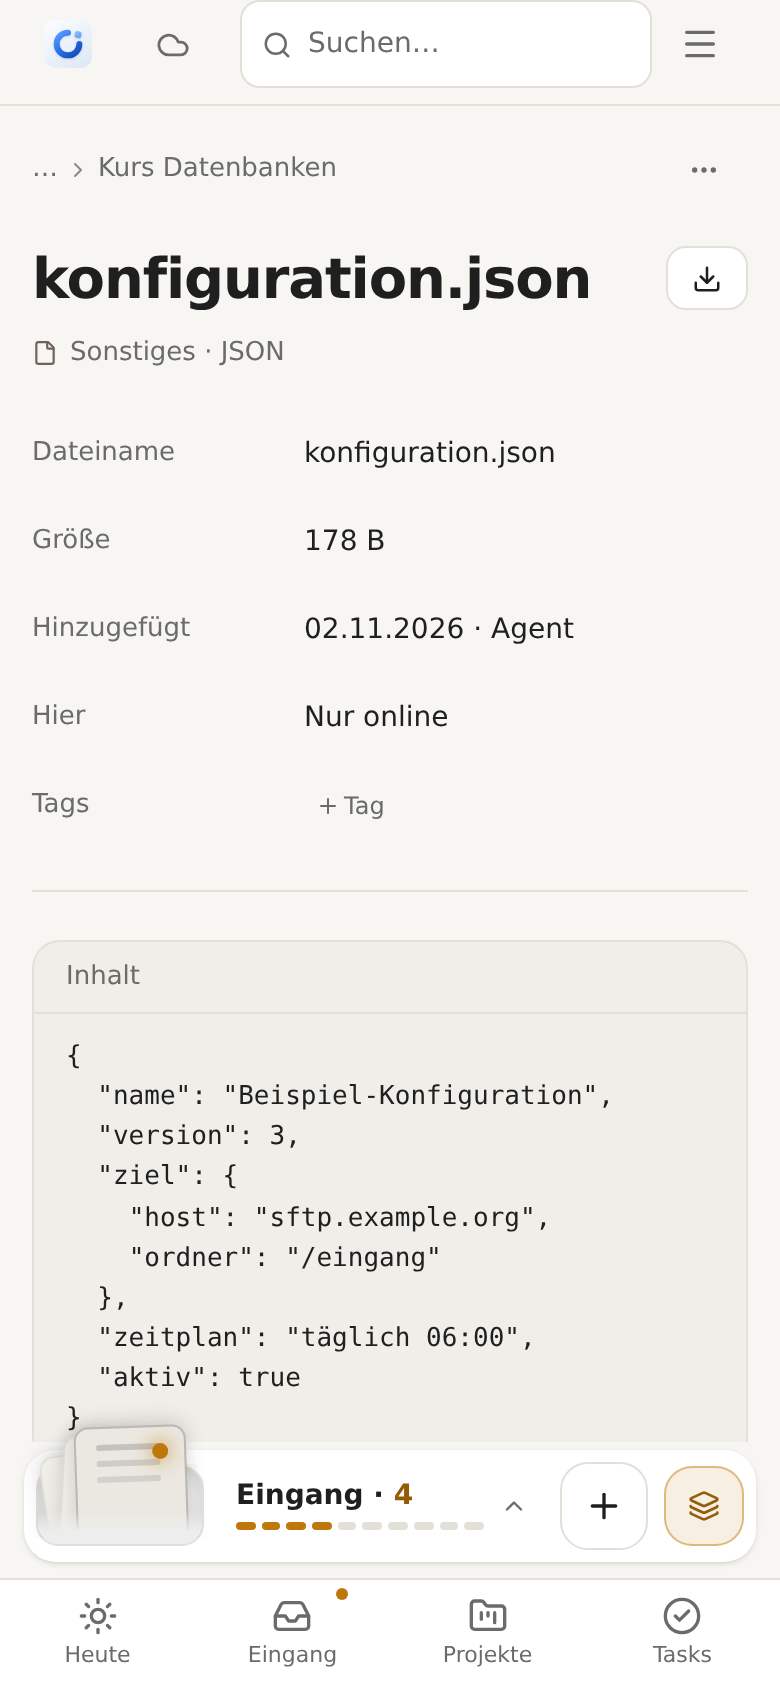 Suchen...
... › Kurs Datenbanken
konfiguration.json
Sonstiges · JSON
Dateiname konfiguration.json
Größe 178 B
Hinzugefügt 02.11.2026 · Agent
Hier Nur online
Tags + Tag
Inhalt
{
  "name": "Beispiel-Konfiguration",
  "version": 3,
  "ziel": {
    "host": "sftp.example.org",
    "ordner": "/eingang"
  },
  "zeitplan": "täglich 06:00",
  "aktiv": true
}
Eingang · 4
Heute Eingang Projekte Tasks